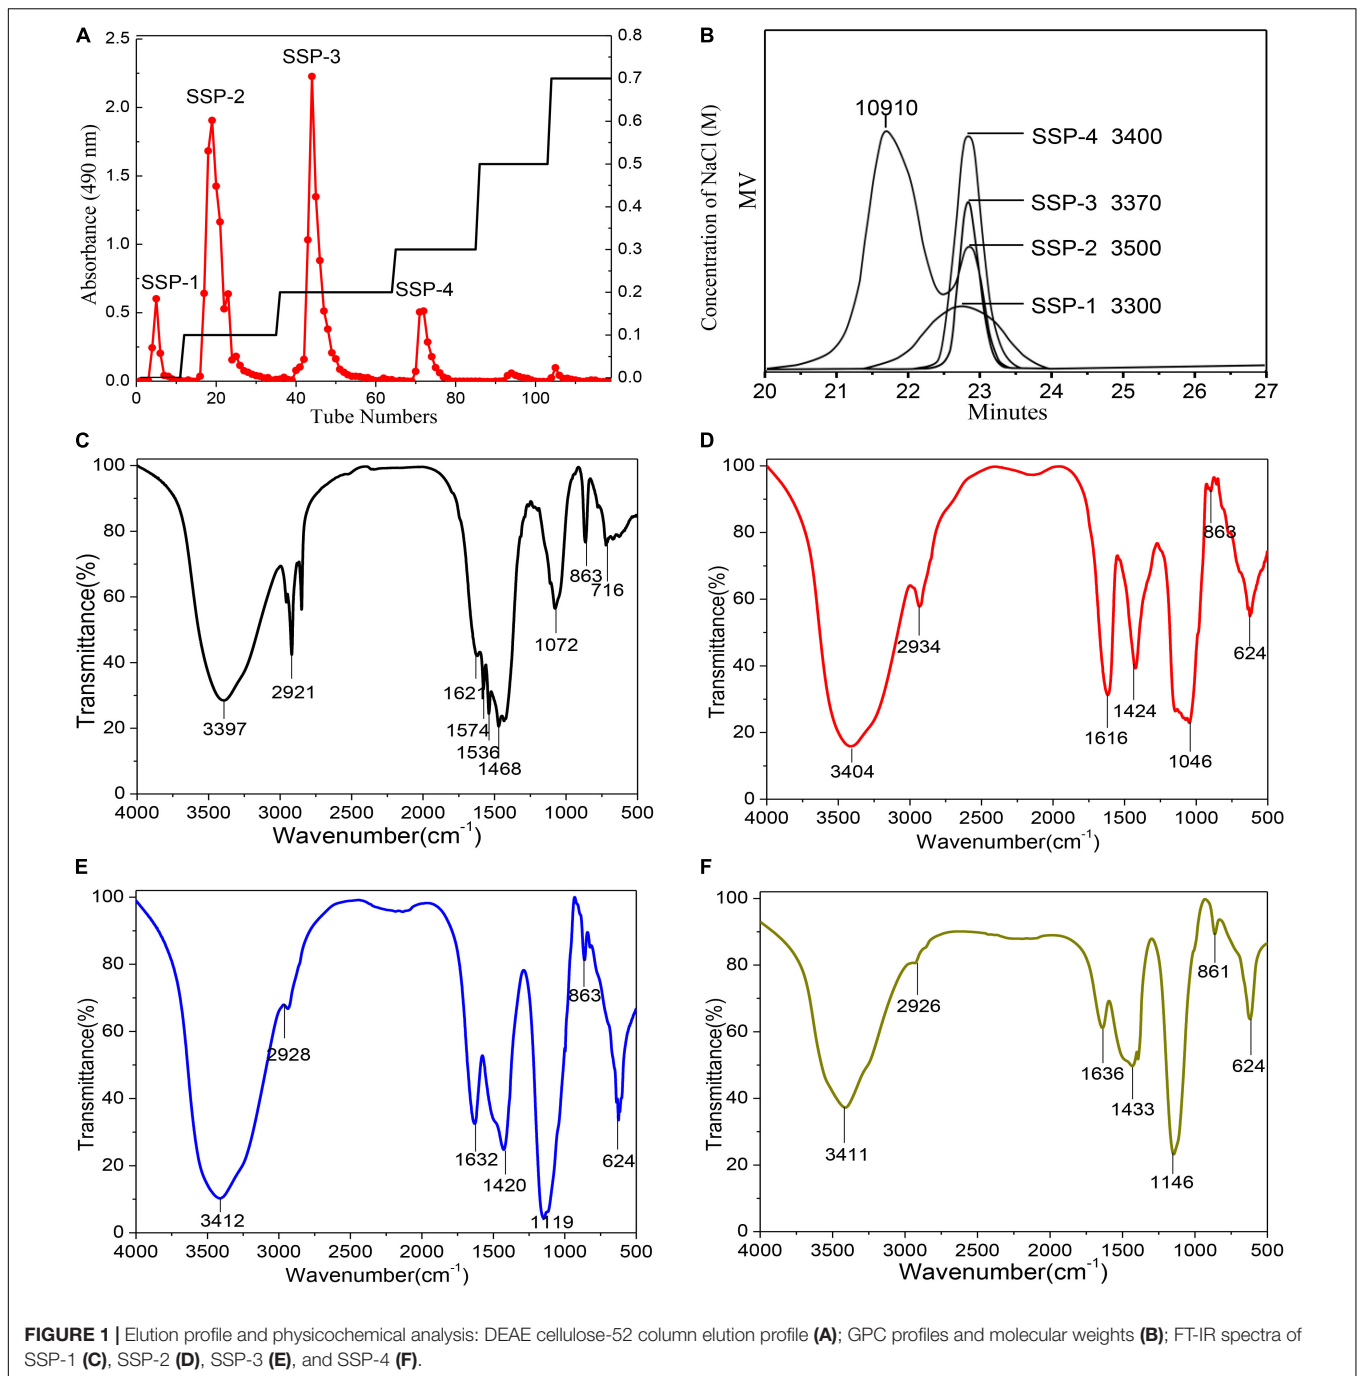 A
2.5
2.0
1.5
1.0
0.5
0.0
Absorbance (490 nm)
SSP-1
SSP-2
SSP-3
SSP-4
0.8
0.7
0.6
0.5
0.4
0.3
0.2
0.1
0.0
Concentration of NaCl (M)
0 20 40 60 80 100
Tube Numbers
B
MV
10910
SSP-4 3400
SSP-3 3370
SSP-2 3500
SSP-1 3300
20 21 22 23 24 25 26 27
Minutes
C
100
80
60
40
20
0
Transmittance(%)
3397
2921
1621
1574
1536
1468
1072
863
716
4000 3500 3000 2500 2000 1500 1000 500
Wavenumber(cm-1)
D
100
80
60
40
20
0
Transmittance(%)
3404
2934
1616
1424
1046
863
624
4000 3500 3000 2500 2000 1500 1000 500
Wavenumber(cm-1)
E
100
80
60
40
20
0
Transmittance(%)
3412
2928
1632
1420
1119
863
624
4000 3500 3000 2500 2000 1500 1000 500
Wavenumber(cm-1)
F
100
80
60
40
20
0
Transmittance(%)
3411
2926
1636
1433
1146
861
624
4000 3500 3000 2500 2000 1500 1000 500
Wavenumber(cm-1)
FIGURE 1 | Elution profile and physicochemical analysis: DEAE cellulose-52 column elution profile (A); GPC profiles and molecular weights (B); FT-IR spectra of
SSP-1 (C), SSP-2 (D), SSP-3 (E), and SSP-4 (F).